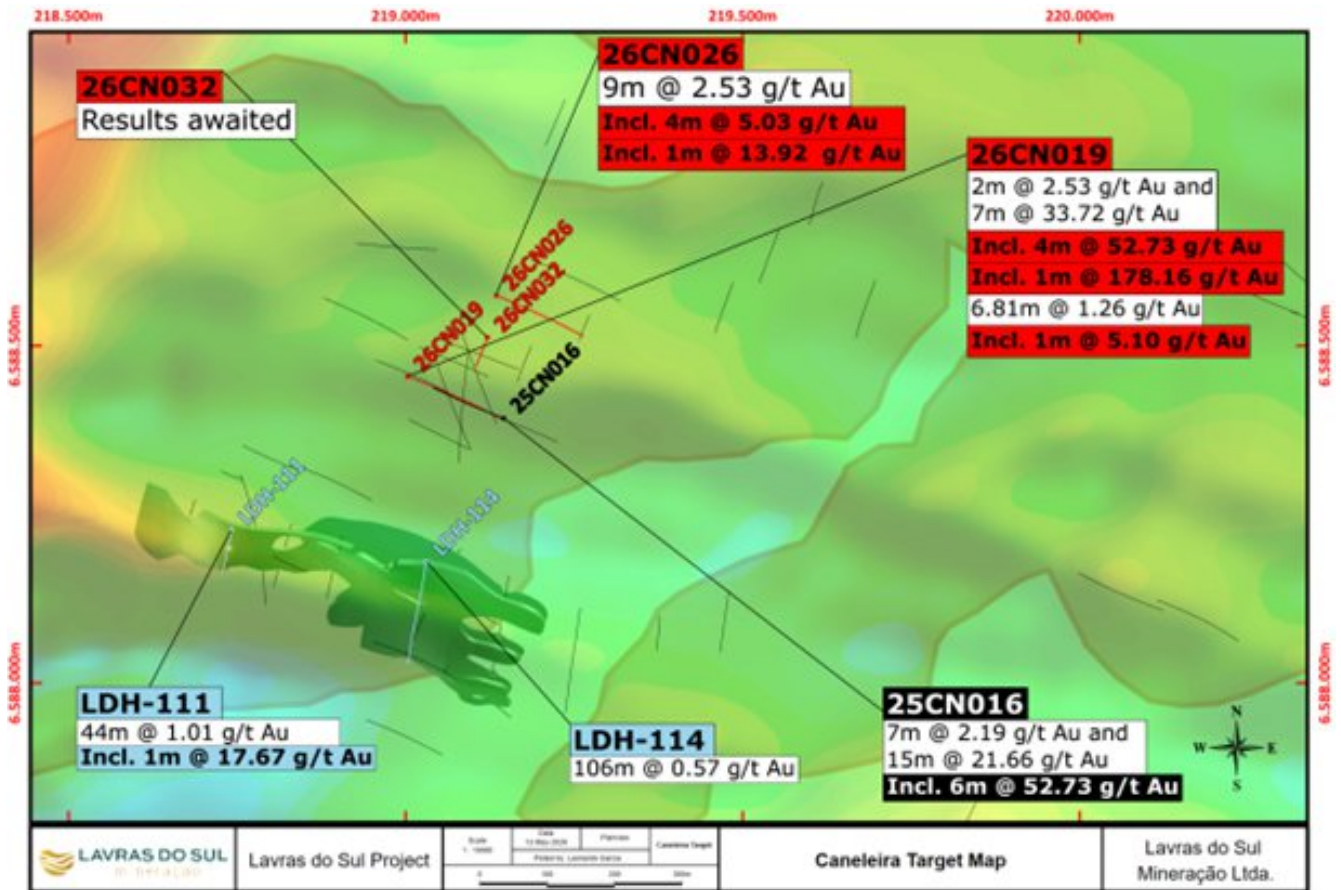 218.500m
219.000m
219.500m
220.000m
26CN032
Results awaited
26CN026
9m @ 2.53 g/t Au
Incl. 4m @ 5.03 g/t Au
Incl. 1m @ 13.92 g/t Au
26CN019
2m @ 2.53 g/t Au and
7m @ 33.72 g/t Au
Incl. 4m @ 52.73 g/t Au
Incl. 1m @ 178.16 g/t Au
6.81m @ 1.26 g/t Au
Incl. 1m @ 5.10 g/t Au
26CN026
26CN032
26CN019
25CN016
6.588.500m
6.588.500m
LDH-111
LDH-114
6.588.000m
6.588.000m
LDH-111
44m @ 1.01 g/t Au
Incl. 1m @ 17.67 g/t Au
LDH-114
106m @ 0.57 g/t Au
25CN016
7m @ 2.19 g/t Au and
15m @ 21.66 g/t Au
Incl. 6m @ 52.73 g/t Au
N
W
E
S
LAVRAS DO SUL
mineração
Lavras do Sul Project
Scale
Date
Caneleira Target
Caneleira Target Map
Lavras do Sul
Mineração Ltda.